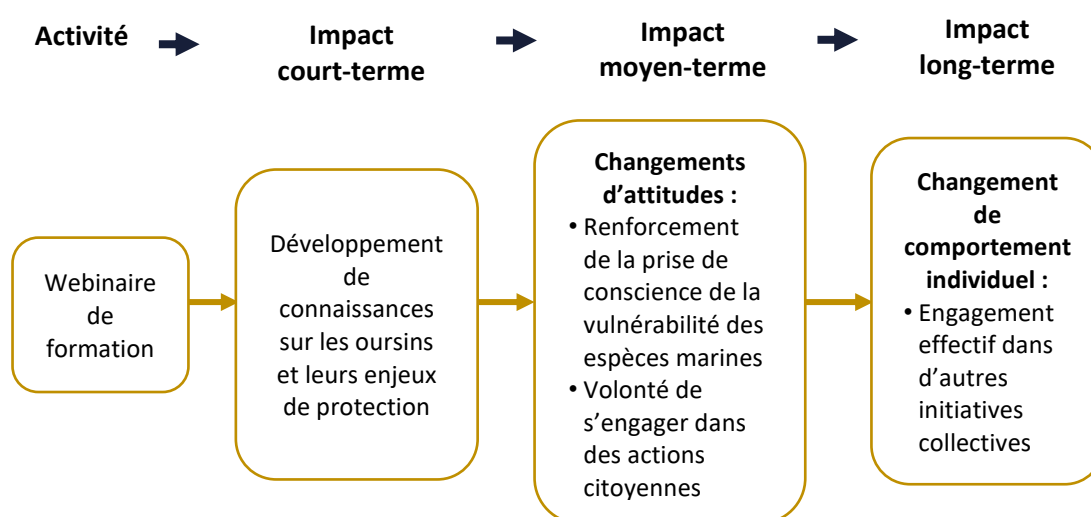 Activité
Impact
court-terme
Impact
moyen-terme
Impact
long-terme
Webinaire
de
formation
Développement
de
connaissances
sur les oursins
et leurs enjeux
de protection
Changements
d’attitudes :
• Renforcement
de la prise de
conscience de la
vulnérabilité des
espèces marines
• Volonté de
s’engager dans
des actions
citoyennes
Changement
de
comportement
individuel :
• Engagement
effectif dans
d’autres
initiatives
collectives